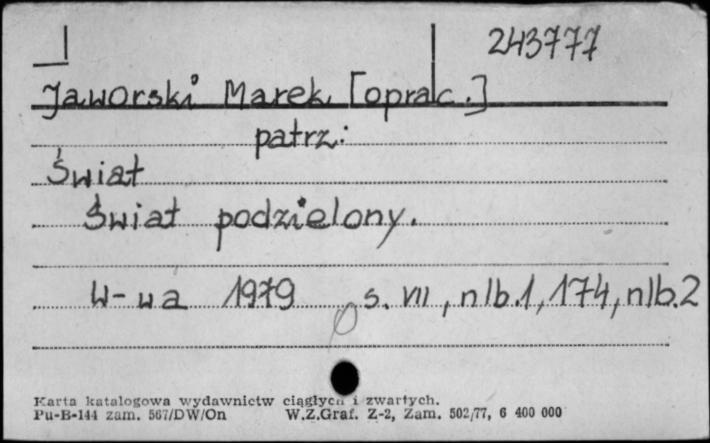 243777
Jaworski Marek [oprac.]
patrz:
Świat
Świat podzielony.
W-wa 1979 s. VII, nlb.1, 174, nlb.2
Karta katalogowa wydawnictw ciągłych i zwartych.
Pu-B-144 zam. 567/DW/On W.Z.Graf. Z-2, Zam. 502/77, 6 400 000